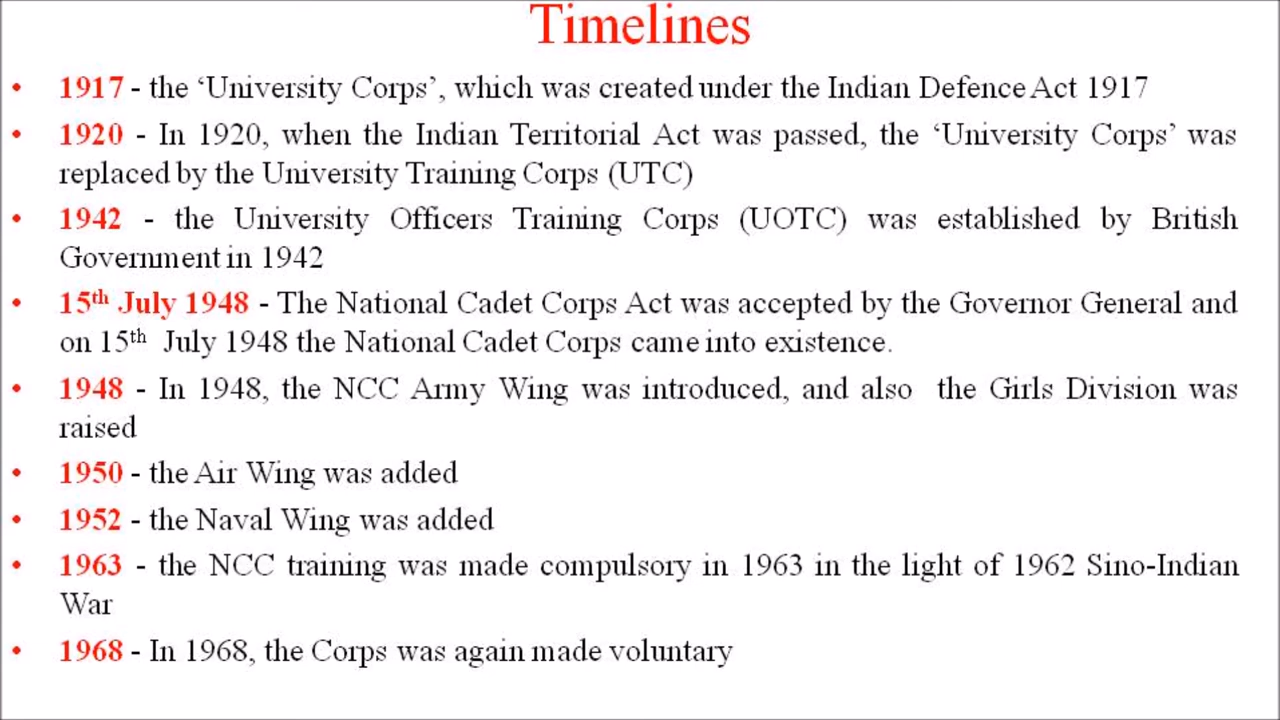 Timelines
• 1917 - the ‘University Corps’, which was created under the Indian Defence Act 1917
• 1920 - In 1920, when the Indian Territorial Act was passed, the ‘University Corps’ was
replaced by the University Training Corps (UTC)
• 1942 - the University Officers Training Corps (UOTC) was established by British
Government in 1942
• 15th July 1948 - The National Cadet Corps Act was accepted by the Governor General and
on 15th July 1948 the National Cadet Corps came into existence.
• 1948 - In 1948, the NCC Army Wing was introduced, and also the Girls Division was
raised
• 1950 - the Air Wing was added
• 1952 - the Naval Wing was added
• 1963 - the NCC training was made compulsory in 1963 in the light of 1962 Sino-Indian
War
• 1968 - In 1968, the Corps was again made voluntary